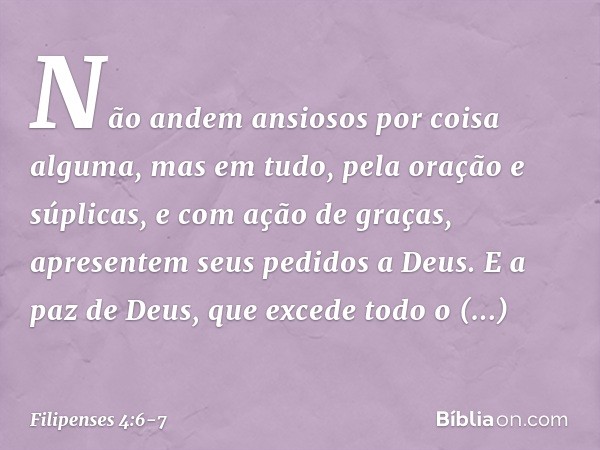 Não andem ansiosos por coisa
alguma, mas em tudo, pela oração e
súplicas, e com ação de graças,
apresentem seus pedidos a Deus. E a
paz de Deus, que excede todo o (...)
Filipenses 4:6-7
Bíbliaon.com